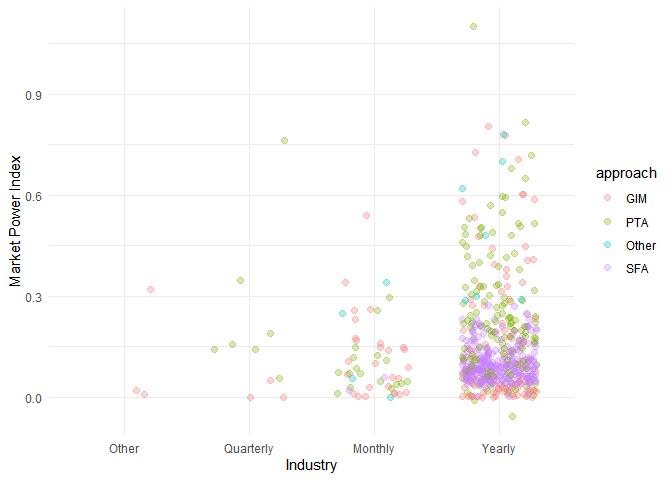 Market Power Index
0.9
0.6
0.3
0.0
Other
Quarterly
Monthly
Yearly
Industry
approach
GIM
PTA
Other
SFA